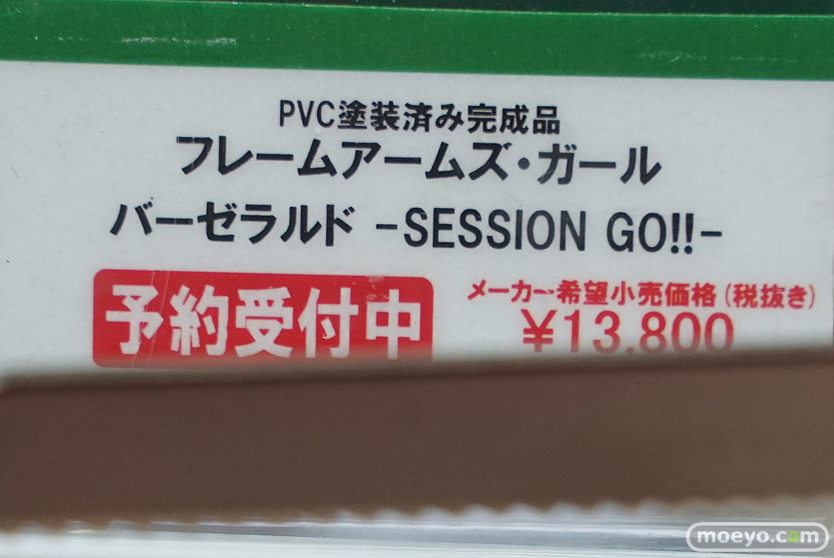 PVC塗装済み完成品
フレームアームズ・ガール
バーゼラルド -SESSION GO!!-
予約受付中
メーカー希望小売価格(税抜き)
¥13,800
moeyo.com